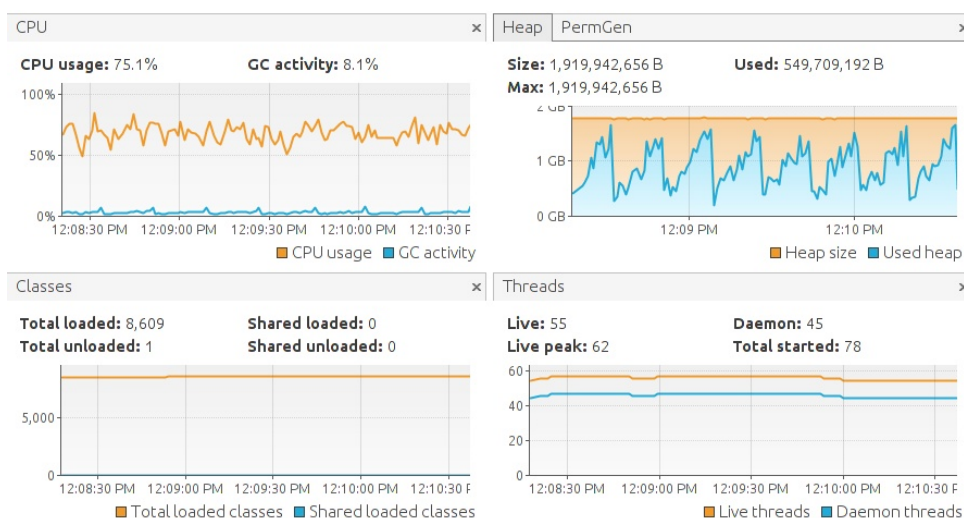 CPU ×
CPU usage: 75.1% GC activity: 8.1%
100%
50%
0%
12:08:30 PM 12:09:00 PM 12:09:30 PM 12:10:00 PM 12:10:30 P
CPU usage GC activity
Heap PermGen ×
Size: 1,919,942,656 B Used: 549,709,192 B
Max: 1,919,942,656 B
2 GB
1 GB
0 GB
12:09 PM 12:10 PM
Heap size Used heap
Classes ×
Total loaded: 8,609 Shared loaded: 0
Total unloaded: 1 Shared unloaded: 0
5,000
0
12:08:30 PM 12:09:00 PM 12:09:30 PM 12:10:00 PM 12:10:30 P
Total loaded classes Shared loaded classes
Threads ×
Live: 55 Daemon: 45
Live peak: 62 Total started: 78
60
40
20
0
12:08:30 PM 12:09:00 PM 12:09:30 PM 12:10:00 PM 12:10:30 P
Live threads Daemon threads